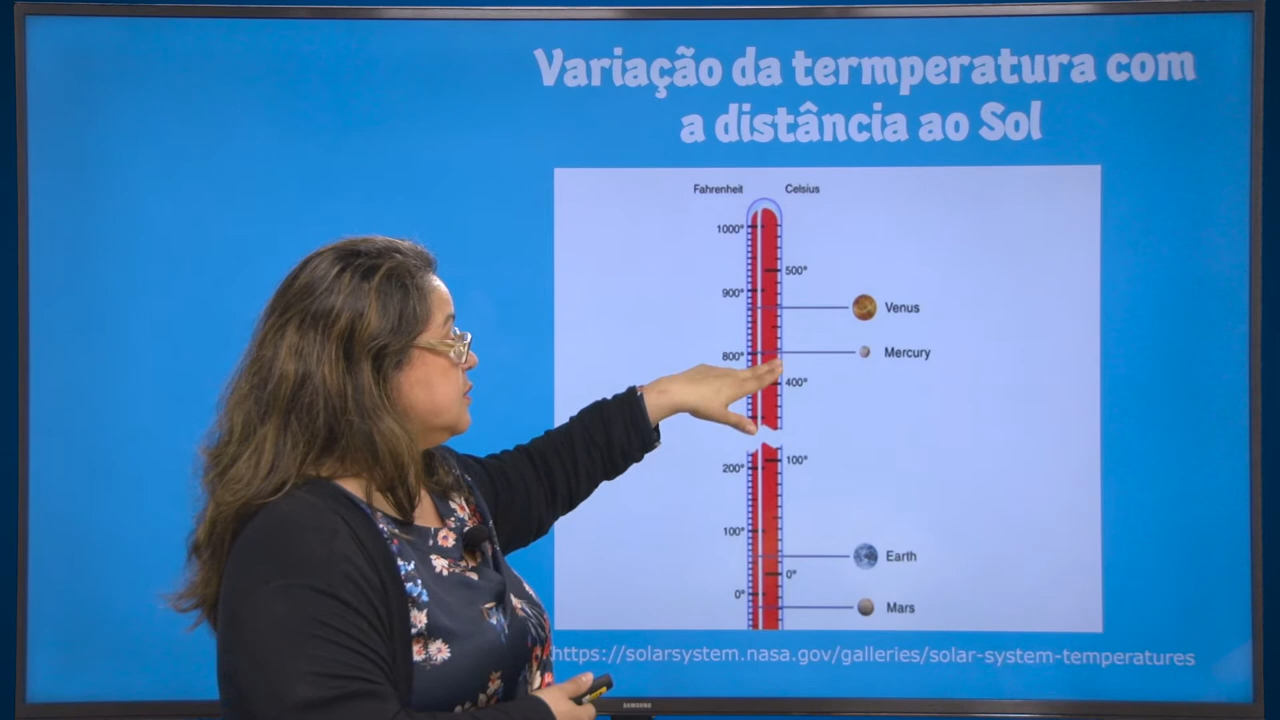 Variação da termperatura com
a distância ao Sol
Fahrenheit Celsius
1000°
500°
900°
Venus
Mercury
800°
400°
100°
200°
100°
Earth
0°
0°
Mars
https://solarsystem.nasa.gov/galleries/solar-system-temperatures
SAMSUNG